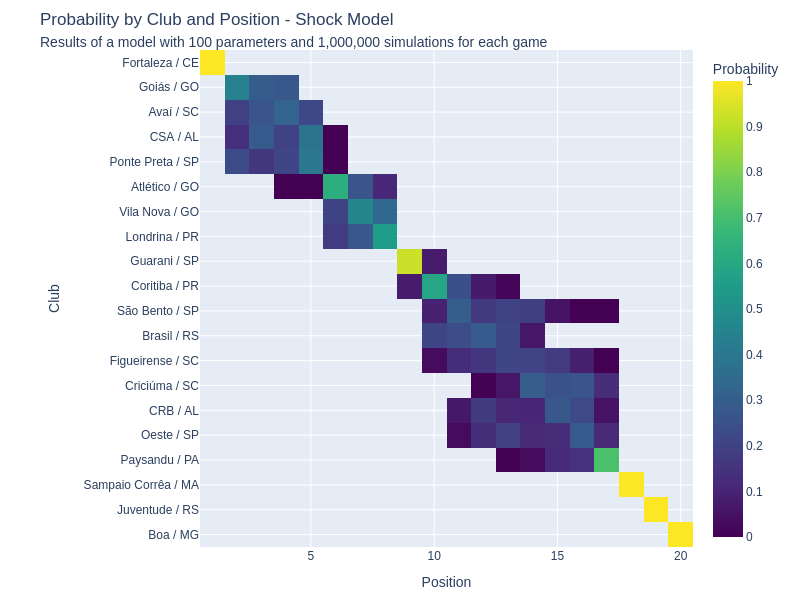 Probability by Club and Position - Shock Model
Results of a model with 100 parameters and 1,000,000 simulations for each game
Probability
Fortaleza / CE
Goiás / GO
Avaí / SC
CSA / AL
Ponte Preta / SP
Atlético / GO
Vila Nova / GO
Londrina / PR
Guarani / SP
Coritiba / PR
São Bento / SP
Brasil / RS
Figueirense / SC
Criciúma / SC
CRB / AL
Oeste / SP
Paysandu / PA
Sampaio Corrêa / MA
Juventude / RS
Boa / MG
Club
5
10
15
20
Position
1
0.9
0.8
0.7
0.6
0.5
0.4
0.3
0.2
0.1
0